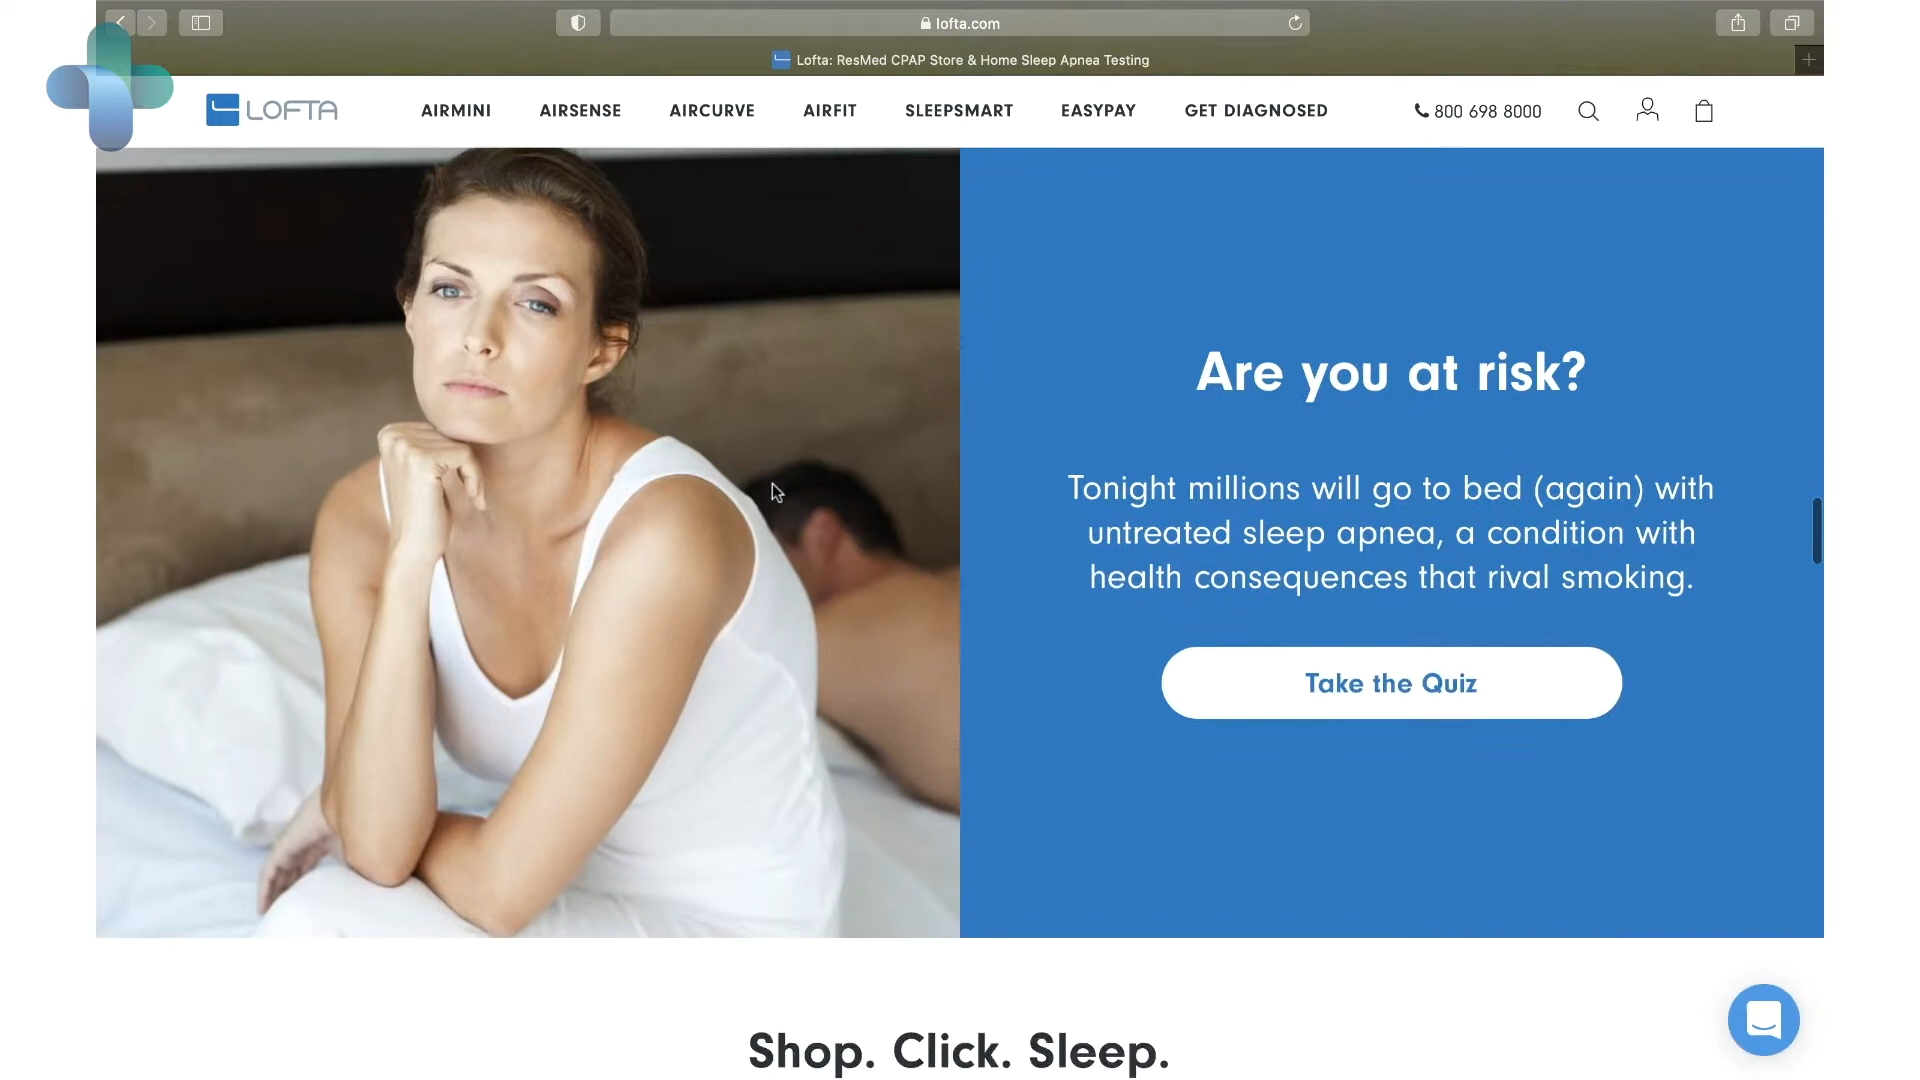 lofta.com
Lofta: ResMed CPAP Store & Home Sleep Apnea Testing
LOFTA AIRMINI AIRSENSE AIRCURVE AIRFIT SLEEPSMART EASYPAY GET DIAGNOSED 800 698 8000
Are you at risk?
Tonight millions will go to bed (again) with
untreated sleep apnea, a condition with
health consequences that rival smoking.
Take the Quiz
Shop. Click. Sleep.